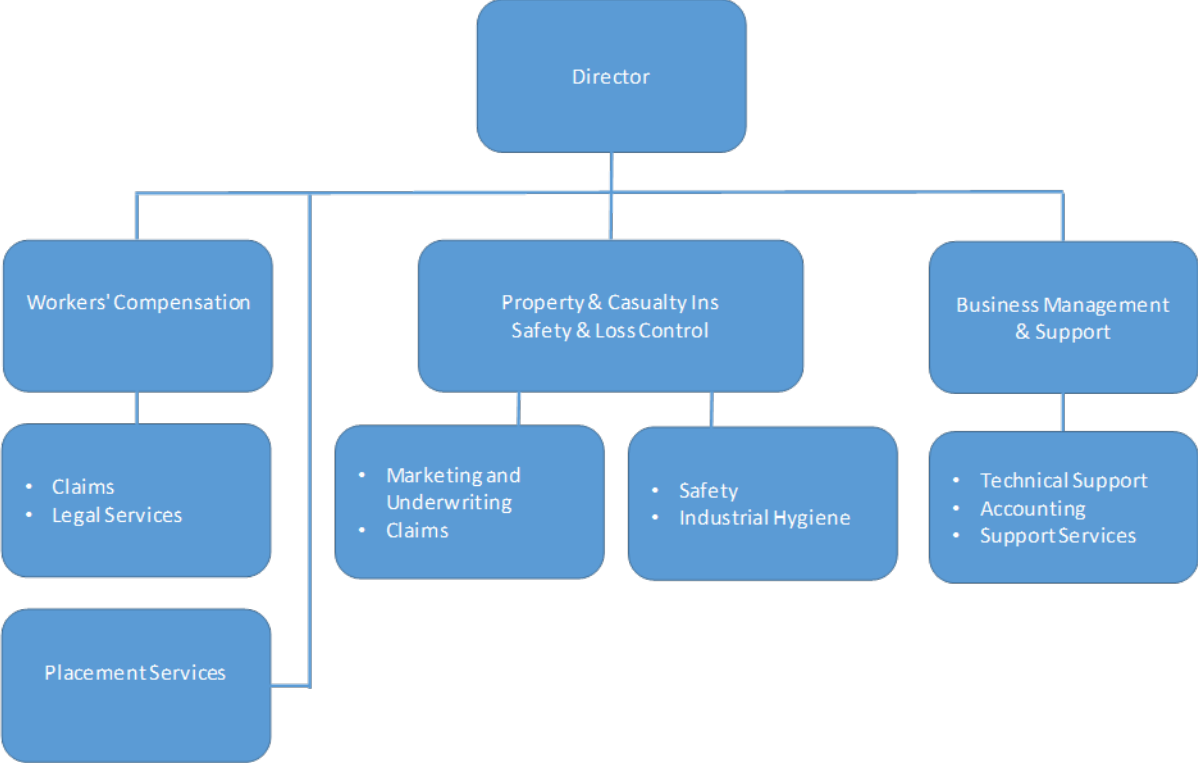 Director
Workers' Compensation
Property & Casualty Ins
Safety & Loss Control
Business Management
& Support
• Claims
• Legal Services
• Marketing and
Underwriting
• Claims
• Safety
• Industrial Hygiene
• Technical Support
• Accounting
• Support Services
Placement Services